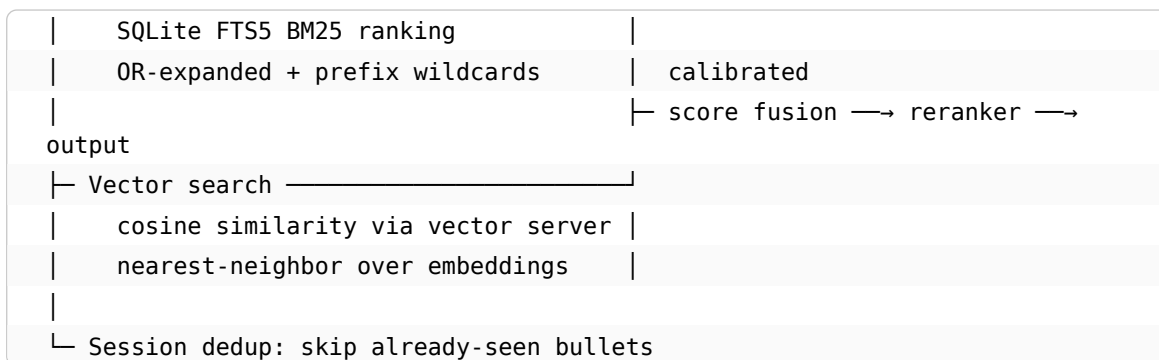 │    SQLite FTS5 BM25 ranking            │
│    OR-expanded + prefix wildcards      │  calibrated
│                                        ├─ score fusion ──→ reranker ──→
output
├─ Vector search ────────────────────────┘
│    cosine similarity via vector server │
│    nearest-neighbor over embeddings    │
│
└─ Session dedup: skip already-seen bullets